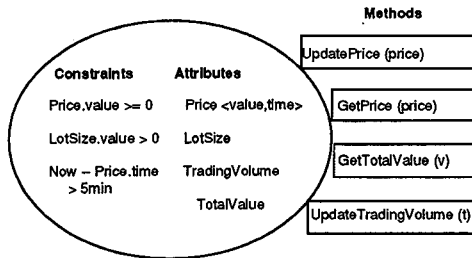 Methods
UpdatePrice (price)
Constraints Attributes
Price.value >= 0 Price <value,time>
GetPrice (price)
LotSize.value > 0 LotSize
GetTotalValue (v)
Now – Price.time TradingVolume
> 5min
TotalValue
UpdateTradingVolume (t)